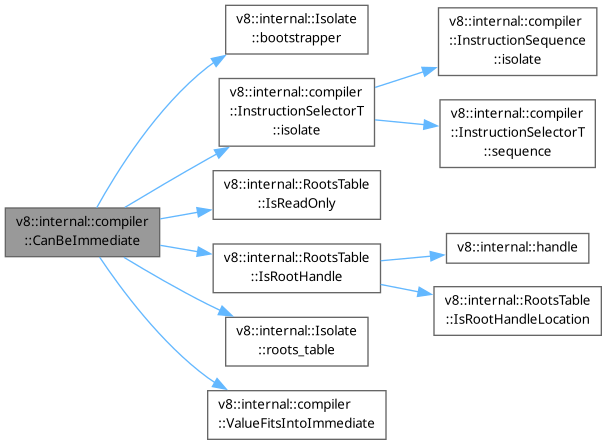 v8::internal::Isolate
::bootstrapper
v8::internal::compiler
::InstructionSequence
::isolate
v8::internal::compiler
::InstructionSelectorT
::isolate
v8::internal::compiler
::InstructionSelectorT
::sequence
v8::internal::RootsTable
::IsReadOnly
v8::internal::compiler
::CanBeImmediate
v8::internal::RootsTable
::IsRootHandle
v8::internal::handle
v8::internal::RootsTable
::IsRootHandleLocation
v8::internal::Isolate
::roots_table
v8::internal::compiler
::ValueFitsIntoImmediate